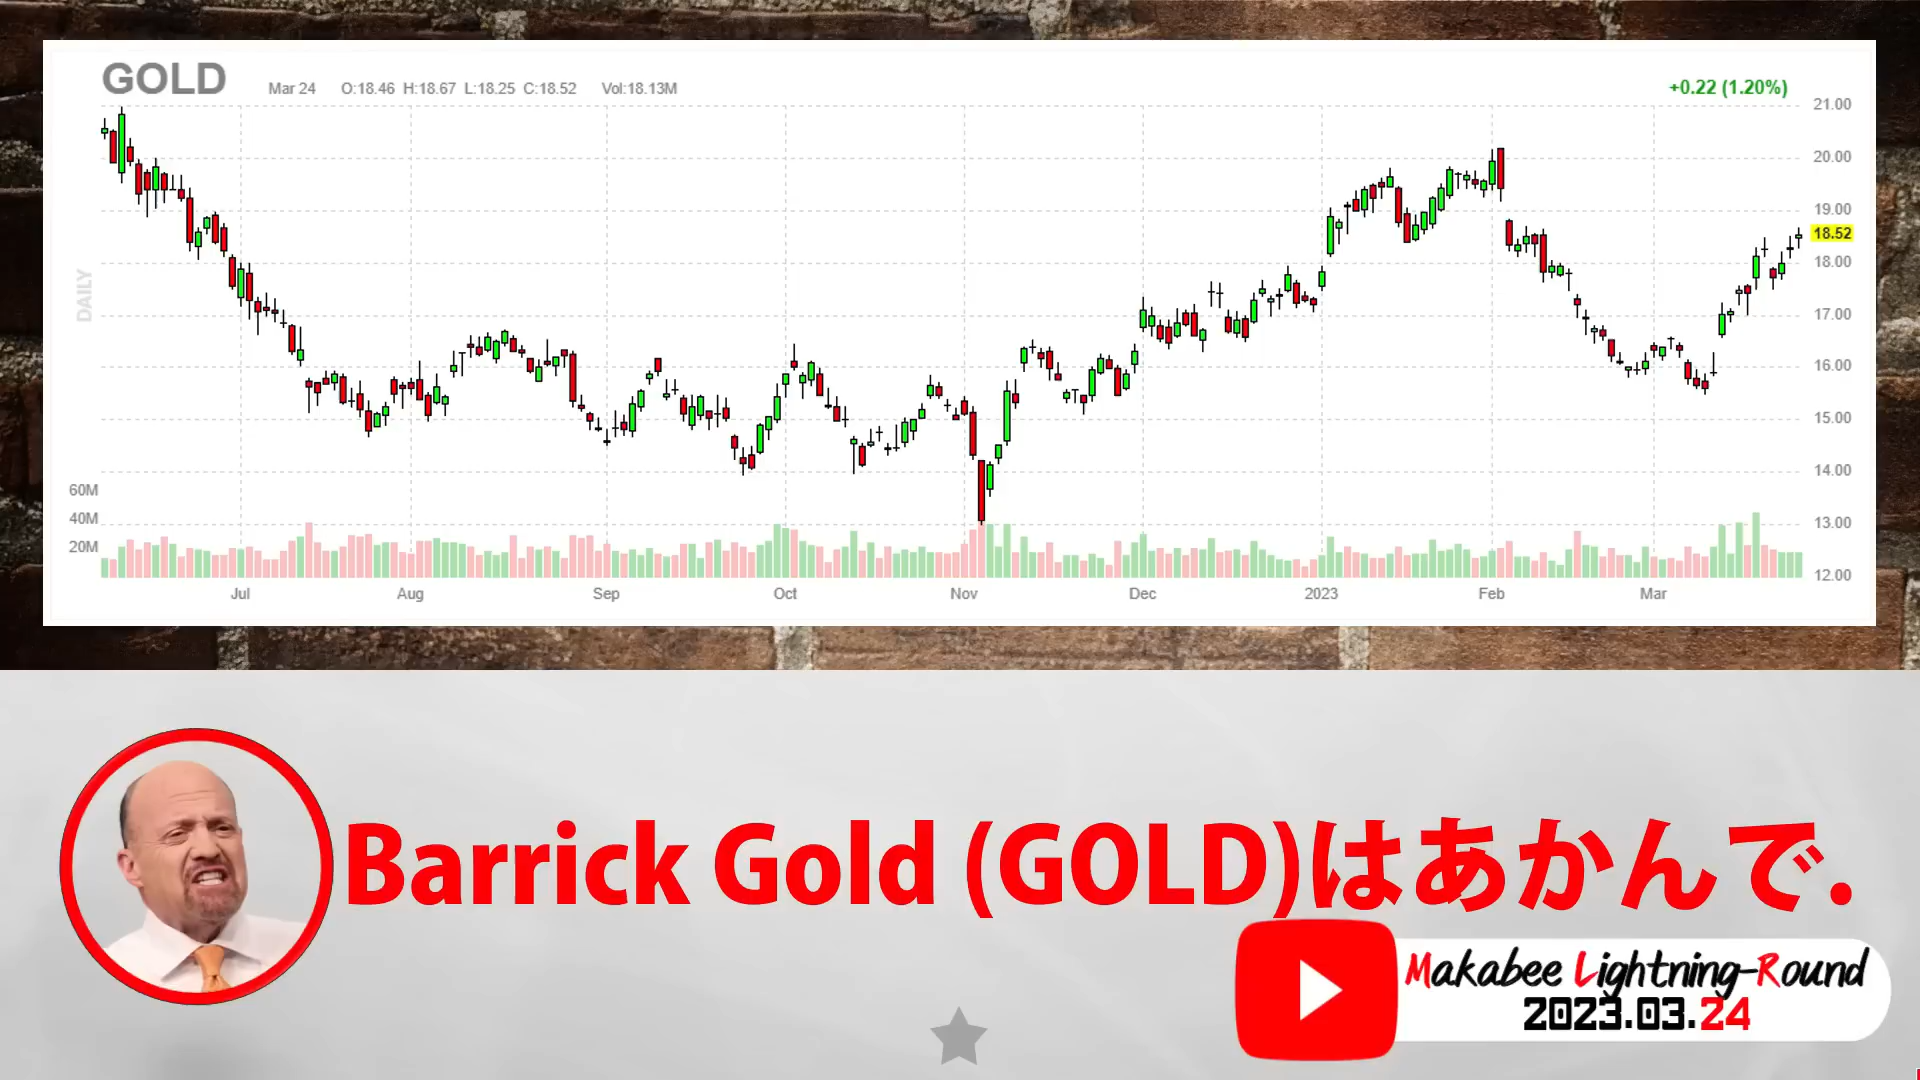 GOLD Mar 24 O:18.46 H:18.67 L:18.25 C:18.52 Vol:18.13M +0.22 (1.20%)
21.00
20.00
19.00
18.52
18.00
DAILY
17.00
16.00
15.00
14.00
60M
40M
13.00
20M
12.00
Jul Aug Sep Oct Nov Dec 2023 Feb Mar
Barrick Gold (GOLD)はあかんで.
Makabee Lightning-Round
2023.03.24